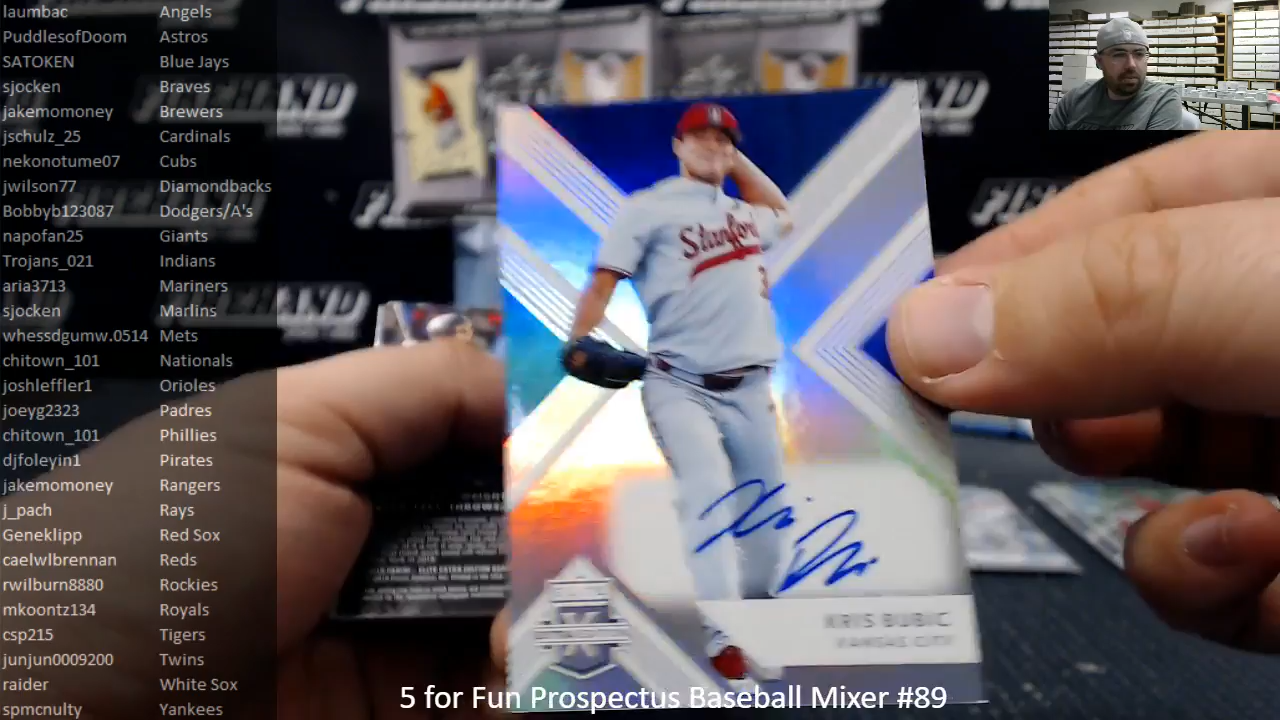 laumbac Angels
PuddlesofDoom Astros
SATOKEN Blue Jays
sjocken Braves
jakemomoney Brewers
jschulz_25 Cardinals
nekonotume07 Cubs
jwilson77 Diamondbacks
Bobbyb123087 Dodgers/A's
napofan25 Giants
Trojans_021 Indians
aria3713 Mariners
sjocken Marlins
whessdgumw.0514 Mets
chitown_101 Nationals
joshleffler1 Orioles
joeyg2323 Padres
chitown_101 Phillies
djfoleyin1 Pirates
jakemomoney Rangers
j_pach Rays
Geneklipp Red Sox
caelwlbrennan Reds
rwilburn8880 Rockies
mkoontz134 Royals
csp215 Tigers
junjun0009200 Twins
raider White Sox
spmcnulty Yankees
Stanford
KRIS BUBIC
KANSAS CITY
5 for Fun Prospectus Baseball Mixer #89